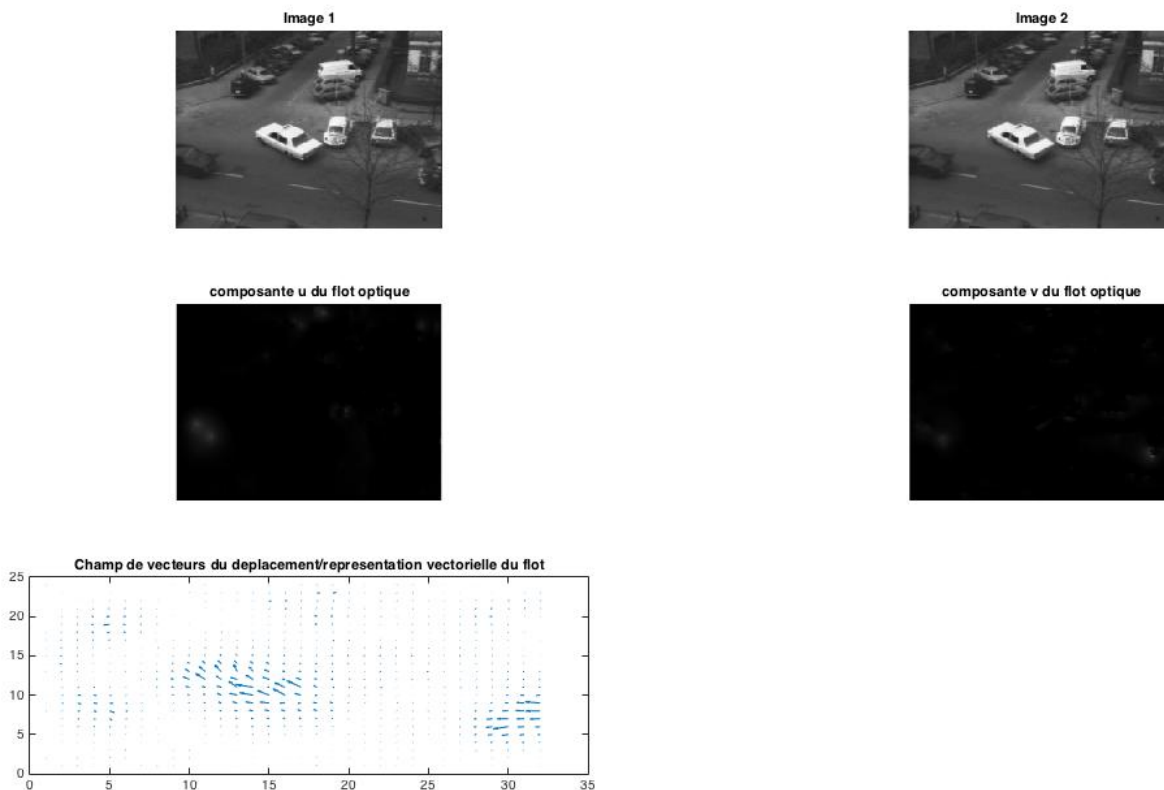 Image 1
Image 2
composante u du flot optique
composante v du flot optique
Champ de vecteurs du deplacement/representation vectorielle du flot
25
20
15
10
5
0
0 5 10 15 20 25 30 35